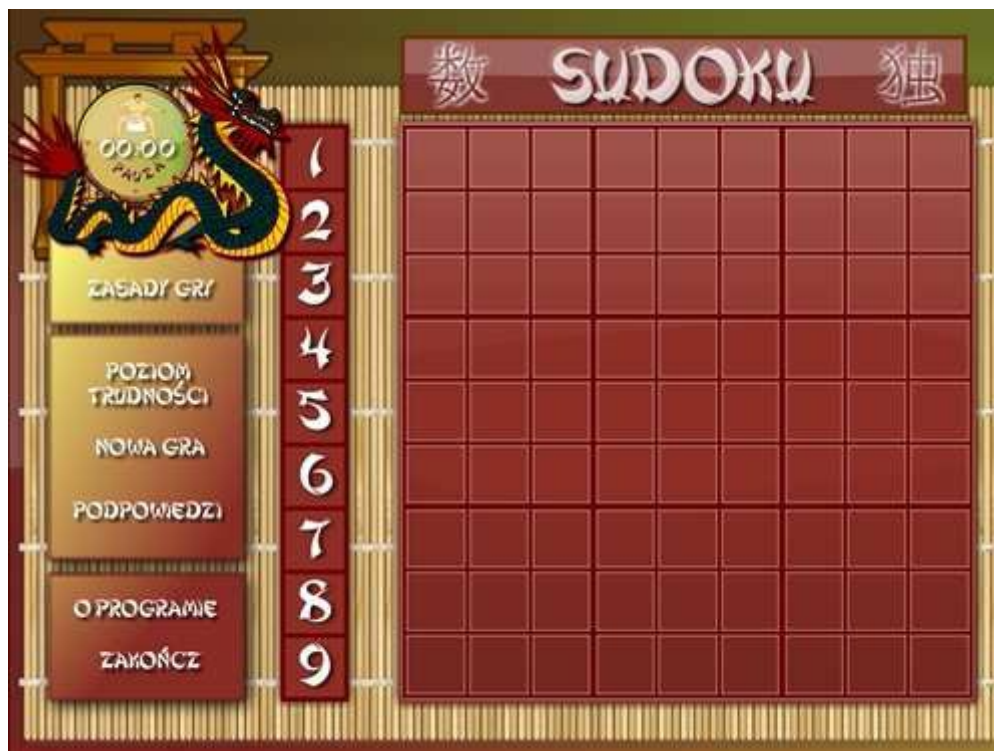 数 SUDOKU 独
00:00
PAUZA
1
2
3
4
5
6
7
8
9
ZASADY GRY
POZIOM
TRUDNOŚCI
NOWA GRA
PODPOWIEDZI
O PROGRAMIE
ZAKOŃCZ